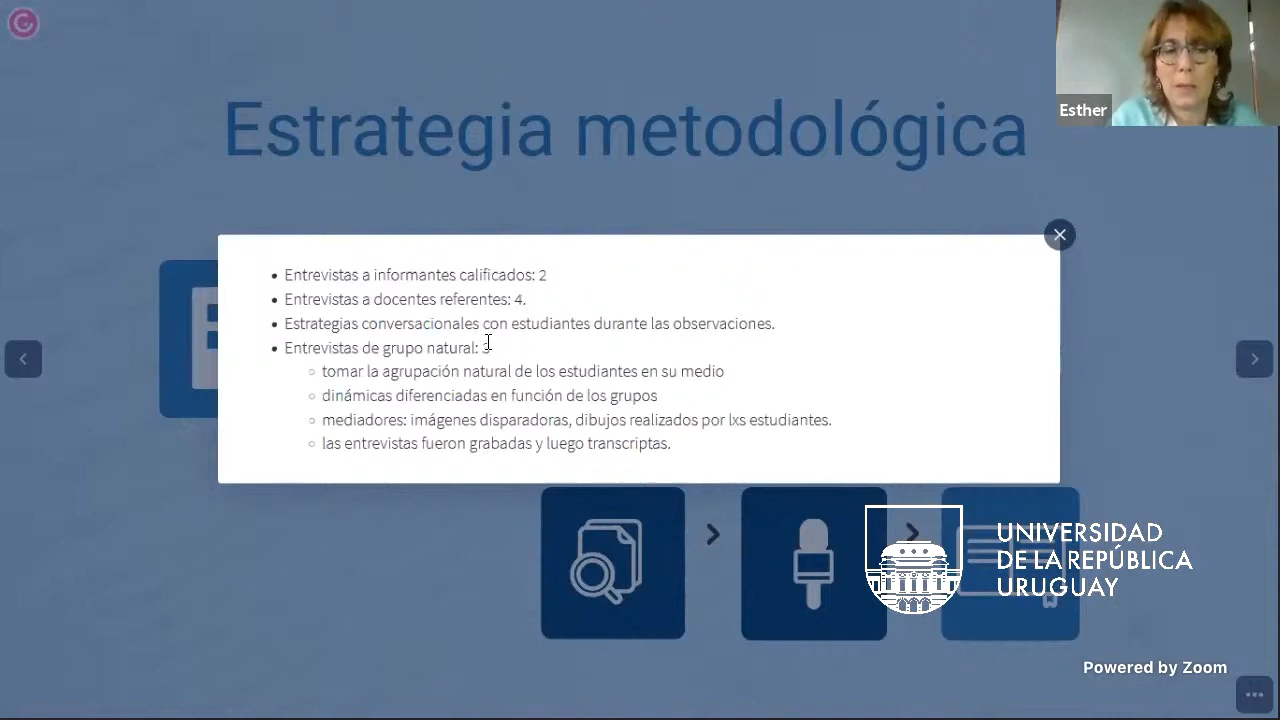 Esther
Estrategia metodológica
Entrevistas a informantes calificados: 2
Entrevistas a docentes referentes: 4.
Estrategias conversacionales con estudiantes durante las observaciones.
Entrevistas de grupo natural: 3
tomar la agrupación natural de los estudiantes en su medio
dinámicas diferenciadas en función de los grupos
mediadores: imágenes disparadoras, dibujos realizados por lxs estudiantes.
las entrevistas fueron grabadas y luego transcriptas.
UNIVERSIDAD
DE LA REPÚBLICA
URUGUAY
Powered by Zoom